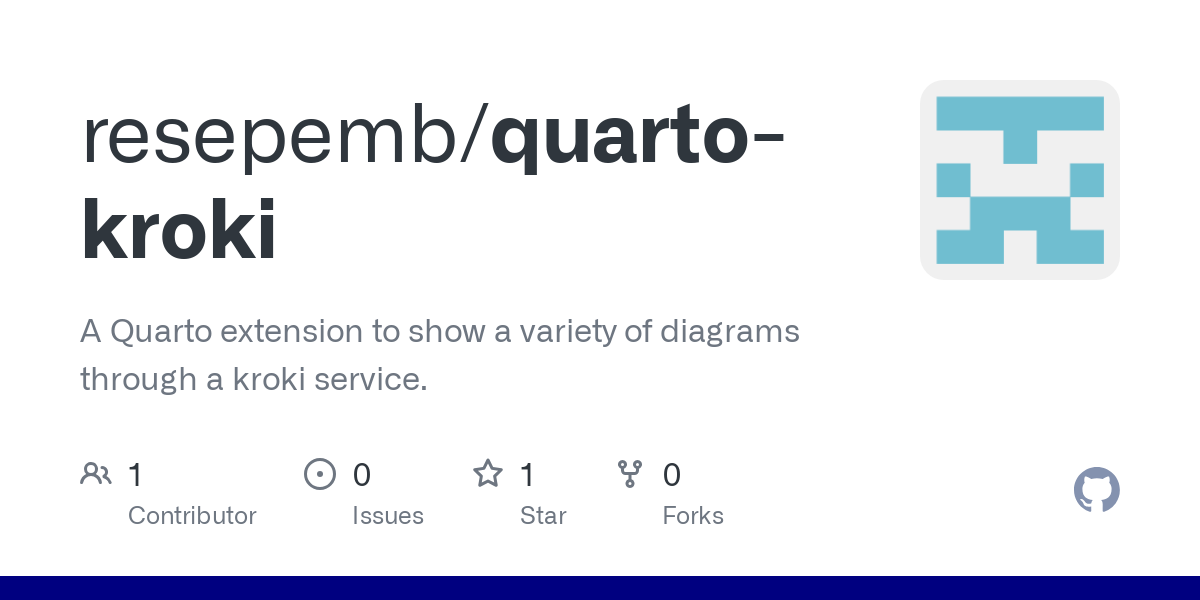 resepemb/quarto-
kroki
A Quarto extension to show a variety of diagrams
through a kroki service.
1 0 1 0
Contributor Issues Star Forks